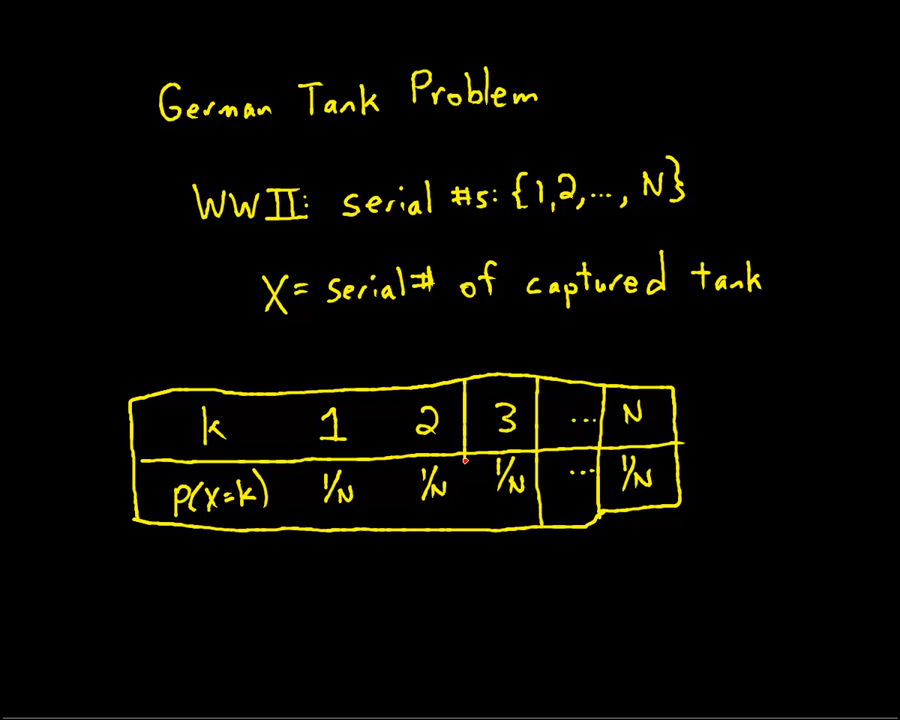 German Tank Problem
WWII: serial #s: {1,2,..., N}
X= serial# of captured tank
k 1 2 3 ... N
P(X=k) 1/N 1/N 1/N ... 1/N